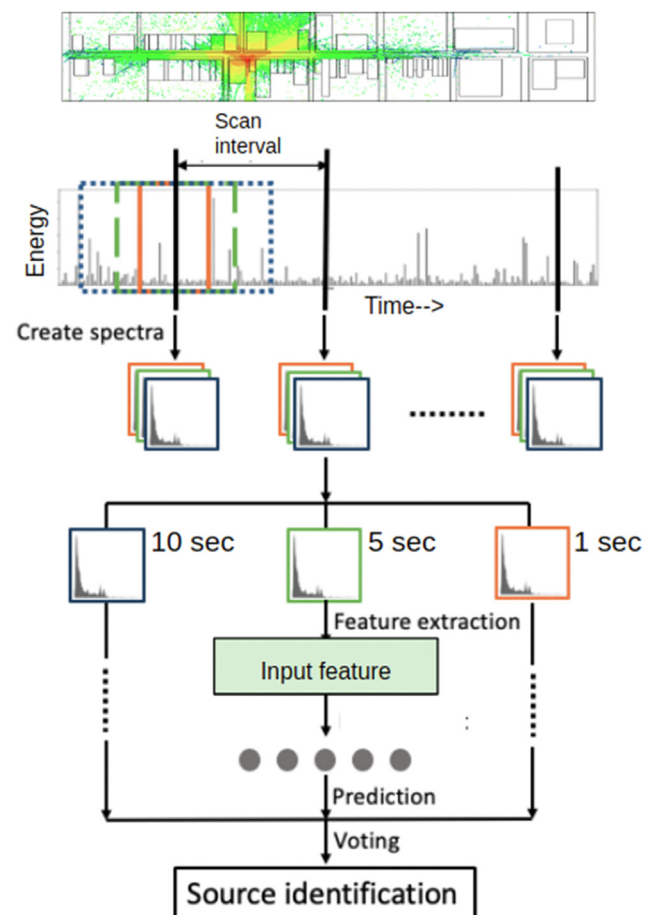 Scan
interval
Energy
Time-->
Create spectra
10 sec
5 sec
1 sec
Feature extraction
Input feature
:
Prediction
Voting
Source identification